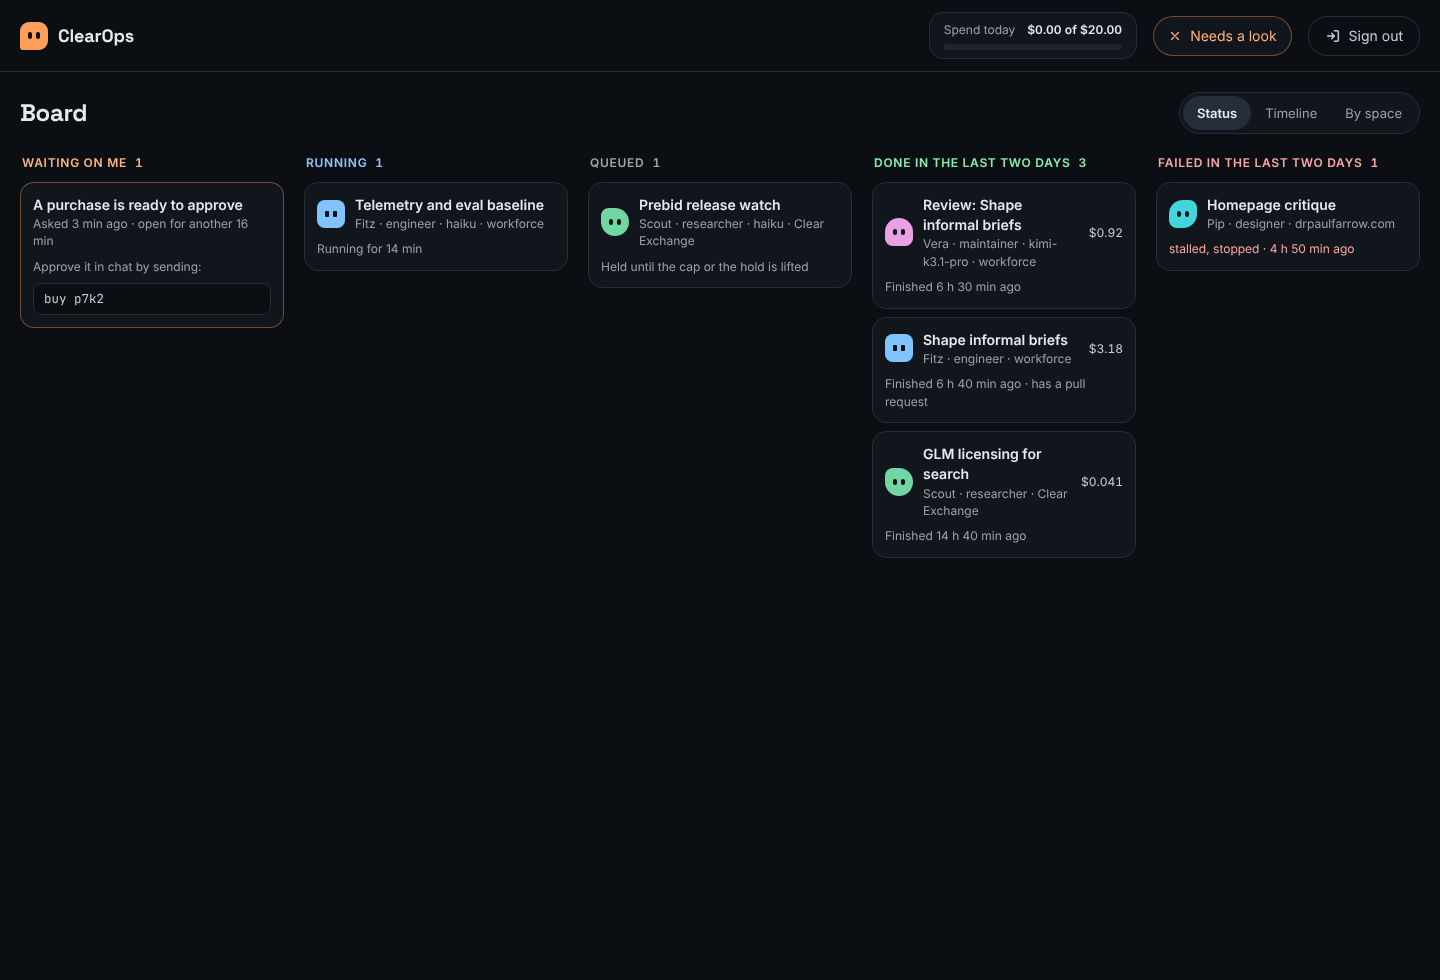 ClearOps
Spend today $0.00 of $20.00
Needs a look
Sign out
Board
Status
Timeline
By space
WAITING ON ME 1
A purchase is ready to approve
Asked 3 min ago · open for another 16
min
Approve it in chat by sending:
buy p7k2
RUNNING 1
Telemetry and eval baseline
Fitz · engineer · haiku · workforce
Running for 14 min
QUEUED 1
Prebid release watch
Scout · researcher · haiku · Clear
Exchange
Held until the cap or the hold is lifted
DONE IN THE LAST TWO DAYS 3
Review: Shape
informal briefs
Vera · maintainer · kimi-
k3.1-pro · workforce
$0.92
Finished 6 h 30 min ago
Shape informal briefs
Fitz · engineer · workforce
$3.18
Finished 6 h 40 min ago · has a pull
request
GLM licensing for
search
Scout · researcher · Clear
Exchange
$0.041
Finished 14 h 40 min ago
FAILED IN THE LAST TWO DAYS 1
Homepage critique
Pip · designer · drpaulfarrow.com
stalled, stopped · 4 h 50 min ago